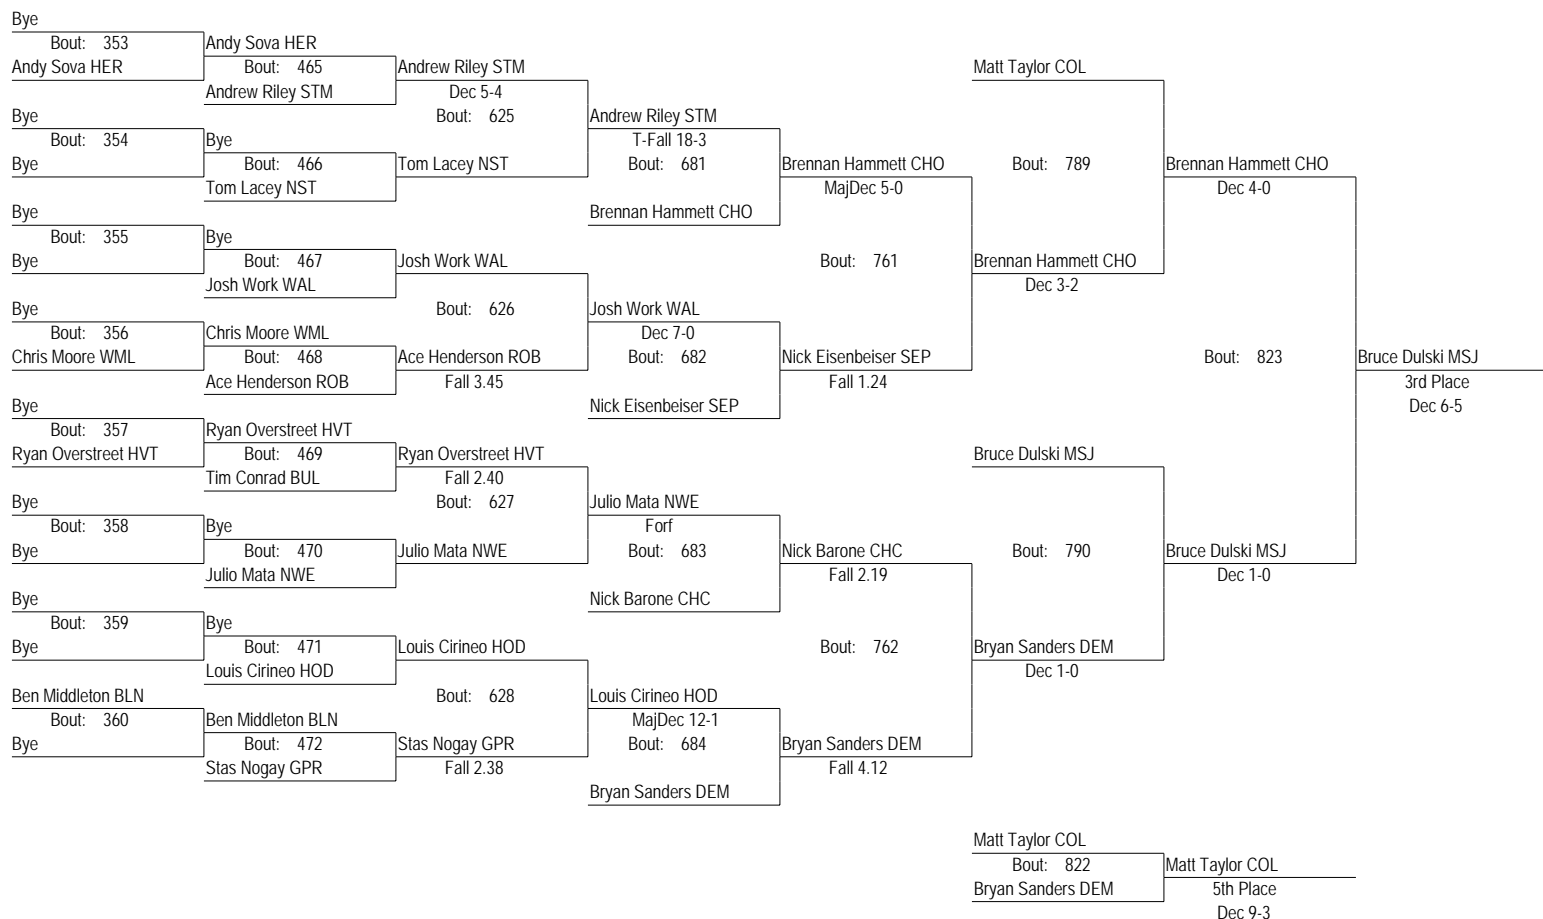 Bye
Bout: 353
Andy Sova HER
Andy Sova HER
Bout: 465
Andrew Riley STM
Andrew Riley STM
Dec 5-4
Bout: 625
Bye
Bout: 354
Bye
Bye
Bout: 466
Tom Lacey NST
Tom Lacey NST
Andrew Riley STM
T-Fall 18-3
Bout: 681
Brennan Hammett CHO
Brennan Hammett CHO
MajDec 5-0
Bye
Bout: 355
Bye
Bye
Bout: 467
Josh Work WAL
Josh Work WAL
Bout: 626
Bye
Bout: 356
Chris Moore WML
Chris Moore WML
Bout: 468
Ace Henderson ROB
Ace Henderson ROB
Fall 3.45
Josh Work WAL
Dec 7-0
Bout: 682
Nick Eisenbeiser SEP
Nick Eisenbeiser SEP
Fall 1.24
Bout: 761
Brennan Hammett CHO
Dec 3-2
Matt Taylor COL
Bout: 789
Brennan Hammett CHO
Dec 4-0
Bye
Bout: 357
Ryan Overstreet HVT
Ryan Overstreet HVT
Bout: 469
Tim Conrad BUL
Ryan Overstreet HVT
Fall 2.40
Bout: 627
Bye
Bout: 358
Bye
Bye
Bout: 470
Julio Mata NWE
Julio Mata NWE
Julio Mata NWE
Forf
Bout: 683
Nick Barone CHC
Nick Barone CHC
Fall 2.19
Bye
Bout: 359
Bye
Bye
Bout: 471
Louis Cirineo HOD
Louis Cirineo HOD
Bout: 628
Ben Middleton BLN
Bout: 360
Bye
Ben Middleton BLN
Bout: 472
Stas Nogay GPR
Stas Nogay GPR
Fall 2.38
Louis Cirineo HOD
MajDec 12-1
Bout: 684
Bryan Sanders DEM
Bryan Sanders DEM
Fall 4.12
Bout: 762
Bryan Sanders DEM
Dec 1-0
Bruce Dulski MSJ
Bout: 790
Bruce Dulski MSJ
Dec 1-0
Bout: 823
Bruce Dulski MSJ
3rd Place
Dec 6-5
Matt Taylor COL
Bout: 822
Bryan Sanders DEM
Matt Taylor COL
5th Place
Dec 9-3